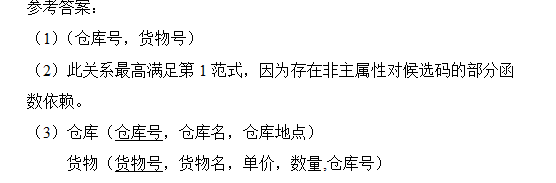 参考答案：
（1）（仓库号，货物号）
（2）此关系最高满足第 1 范式，因为存在非主属性对候选码的部分函
数依赖。
（3）仓库（仓库号，仓库名，仓库地点）
货物（货物号，货物名，单价，数量,仓库号）